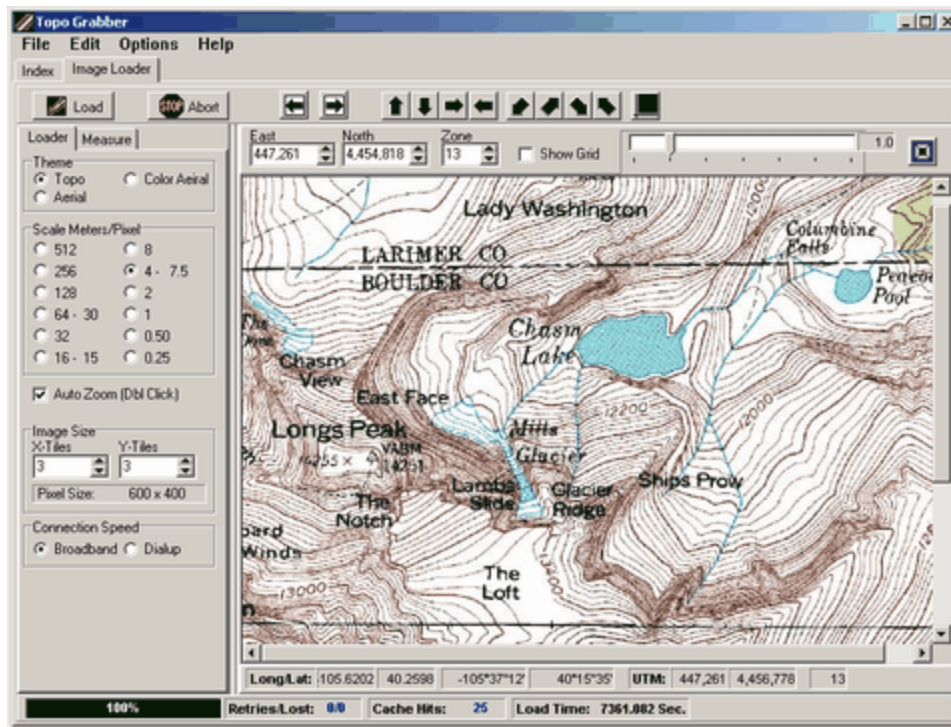 Topo Grabber
File Edit Options Help
Index Image Loader
Load STOP Abort
Loader Measure
East North Zone
447,261 4,454,818 13 Show Grid 1.0
Theme
Topo Color Aeiral
Aerial
Scale Meters/Pixel
512 8
256 4 - 7.5
128 2
64 - 30 1
32 0.50
16 - 15 0.25
Auto Zoom (Dbl Click)
Image Size
X-Tiles Y-Tiles
3 3
Pixel Size: 600 x 400
Connection Speed
Broadband Dialup
Lady Washington
12000
Columbine
Falls
LARIMER CO
BOULDER CO
Pool
Chasm
Lake
Chasm
View
East Face
12200
12000
Longs Peak
Mills
Glacier
14255 x VABM
14251
Lambs
Slide
Glacier
Ridge
Ships Prow
The
Notch
Winds
The
Loft
13400
13000
12000
Long/Lat: -105.6202 40.2598 -105°37'12' 40°15'35' UTM: 447,261 4,456,778 13
100% Retries/Lost: 0/0 Cache Hits: 25 Load Time: 7361.082 Sec.